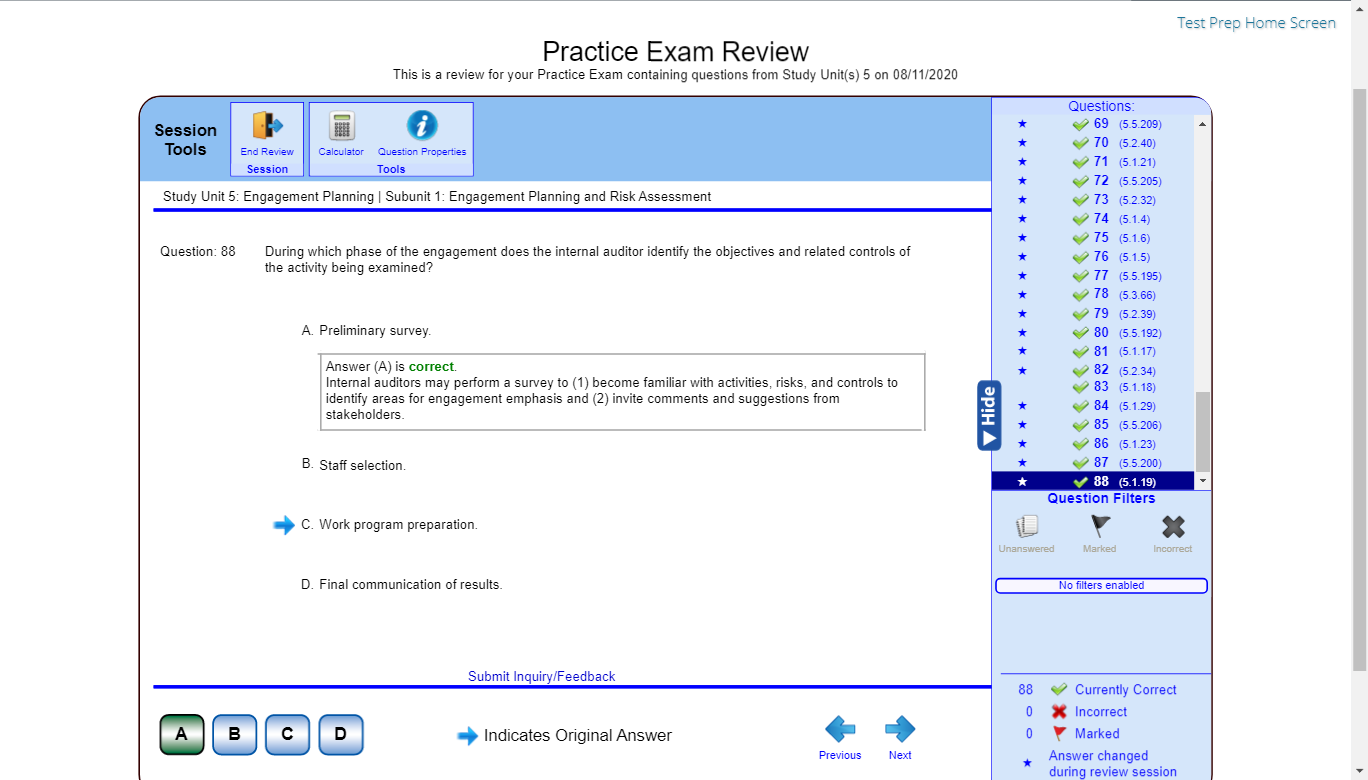 Test Prep Home Screen
Practice Exam Review
This is a review for your Practice Exam containing questions from Study Unit(s) 5 on 08/11/2020
Session Tools
End Review
Session
Calculator
Question Properties
Tools
Study Unit 5: Engagement Planning | Subunit 1: Engagement Planning and Risk Assessment
Question: 88
During which phase of the engagement does the internal auditor identify the objectives and related controls of
the activity being examined?
A. Preliminary survey.
Answer (A) is correct.
Internal auditors may perform a survey to (1) become familiar with activities, risks, and controls to
identify areas for engagement emphasis and (2) invite comments and suggestions from
stakeholders.
B. Staff selection.
C. Work program preparation.
D. Final communication of results.
Submit Inquiry/Feedback
A B C D
Indicates Original Answer
Previous
Next
Hide
Questions:
69 (5.5.209)
70 (5.2.40)
71 (5.1.21)
72 (5.5.205)
73 (5.2.32)
74 (5.1.4)
75 (5.1.6)
76 (5.1.5)
77 (5.5.195)
78 (5.3.66)
79 (5.2.39)
80 (5.5.192)
81 (5.1.17)
82 (5.2.34)
83 (5.1.18)
84 (5.1.29)
85 (5.5.206)
86 (5.1.23)
87 (5.5.200)
88 (5.1.19)
Question Filters
Unanswered
Marked
Incorrect
No filters enabled
88 Currently Correct
0 Incorrect
0 Marked
Answer changed
during review session